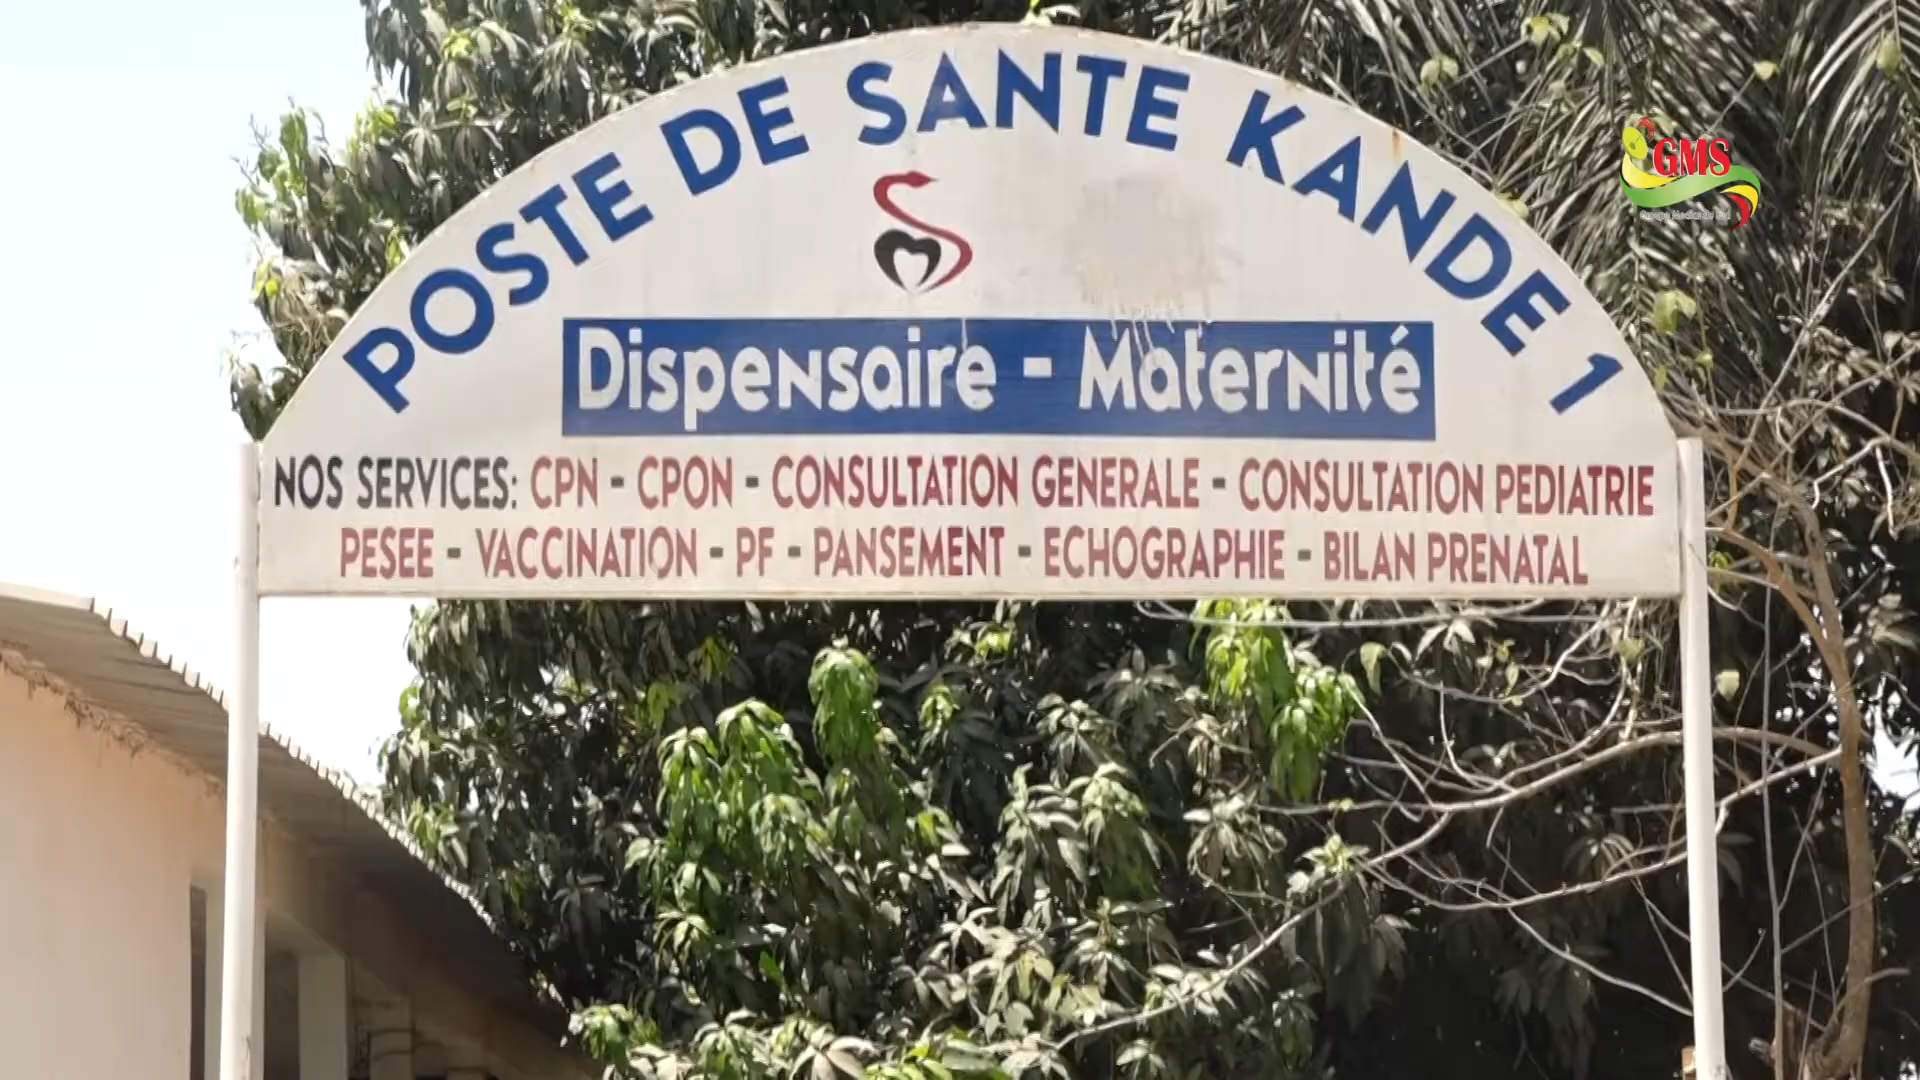 POSTE DE SANTE KANDE 1
Dispensaire - Maternité
NOS SERVICES: CPN - CPON - CONSULTATION GENERALE - CONSULTATION PEDIATRIE
PESEE - VACCINATION - PF - PANSEMENT - ECHOGRAPHIE - BILAN PRENATAL
GMS